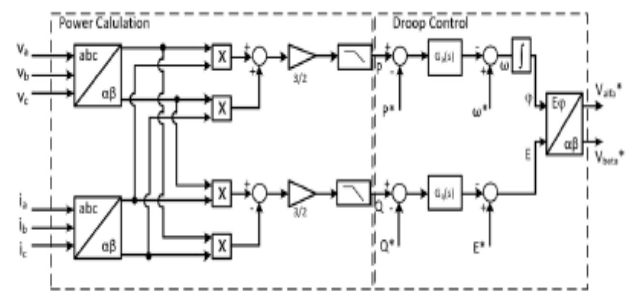 Power Calulation
Droop Control
va
vb
vc
abc
αβ
X
X
+
+
3/2
P
+
-
P*
-
+
ω
ω*
∫
φ
Eφ
αβ
Valfa*
Vbeta*
E
ia
ib
ic
abc
αβ
X
X
+
-
3/2
Q
+
-
Q*
-
+
E*